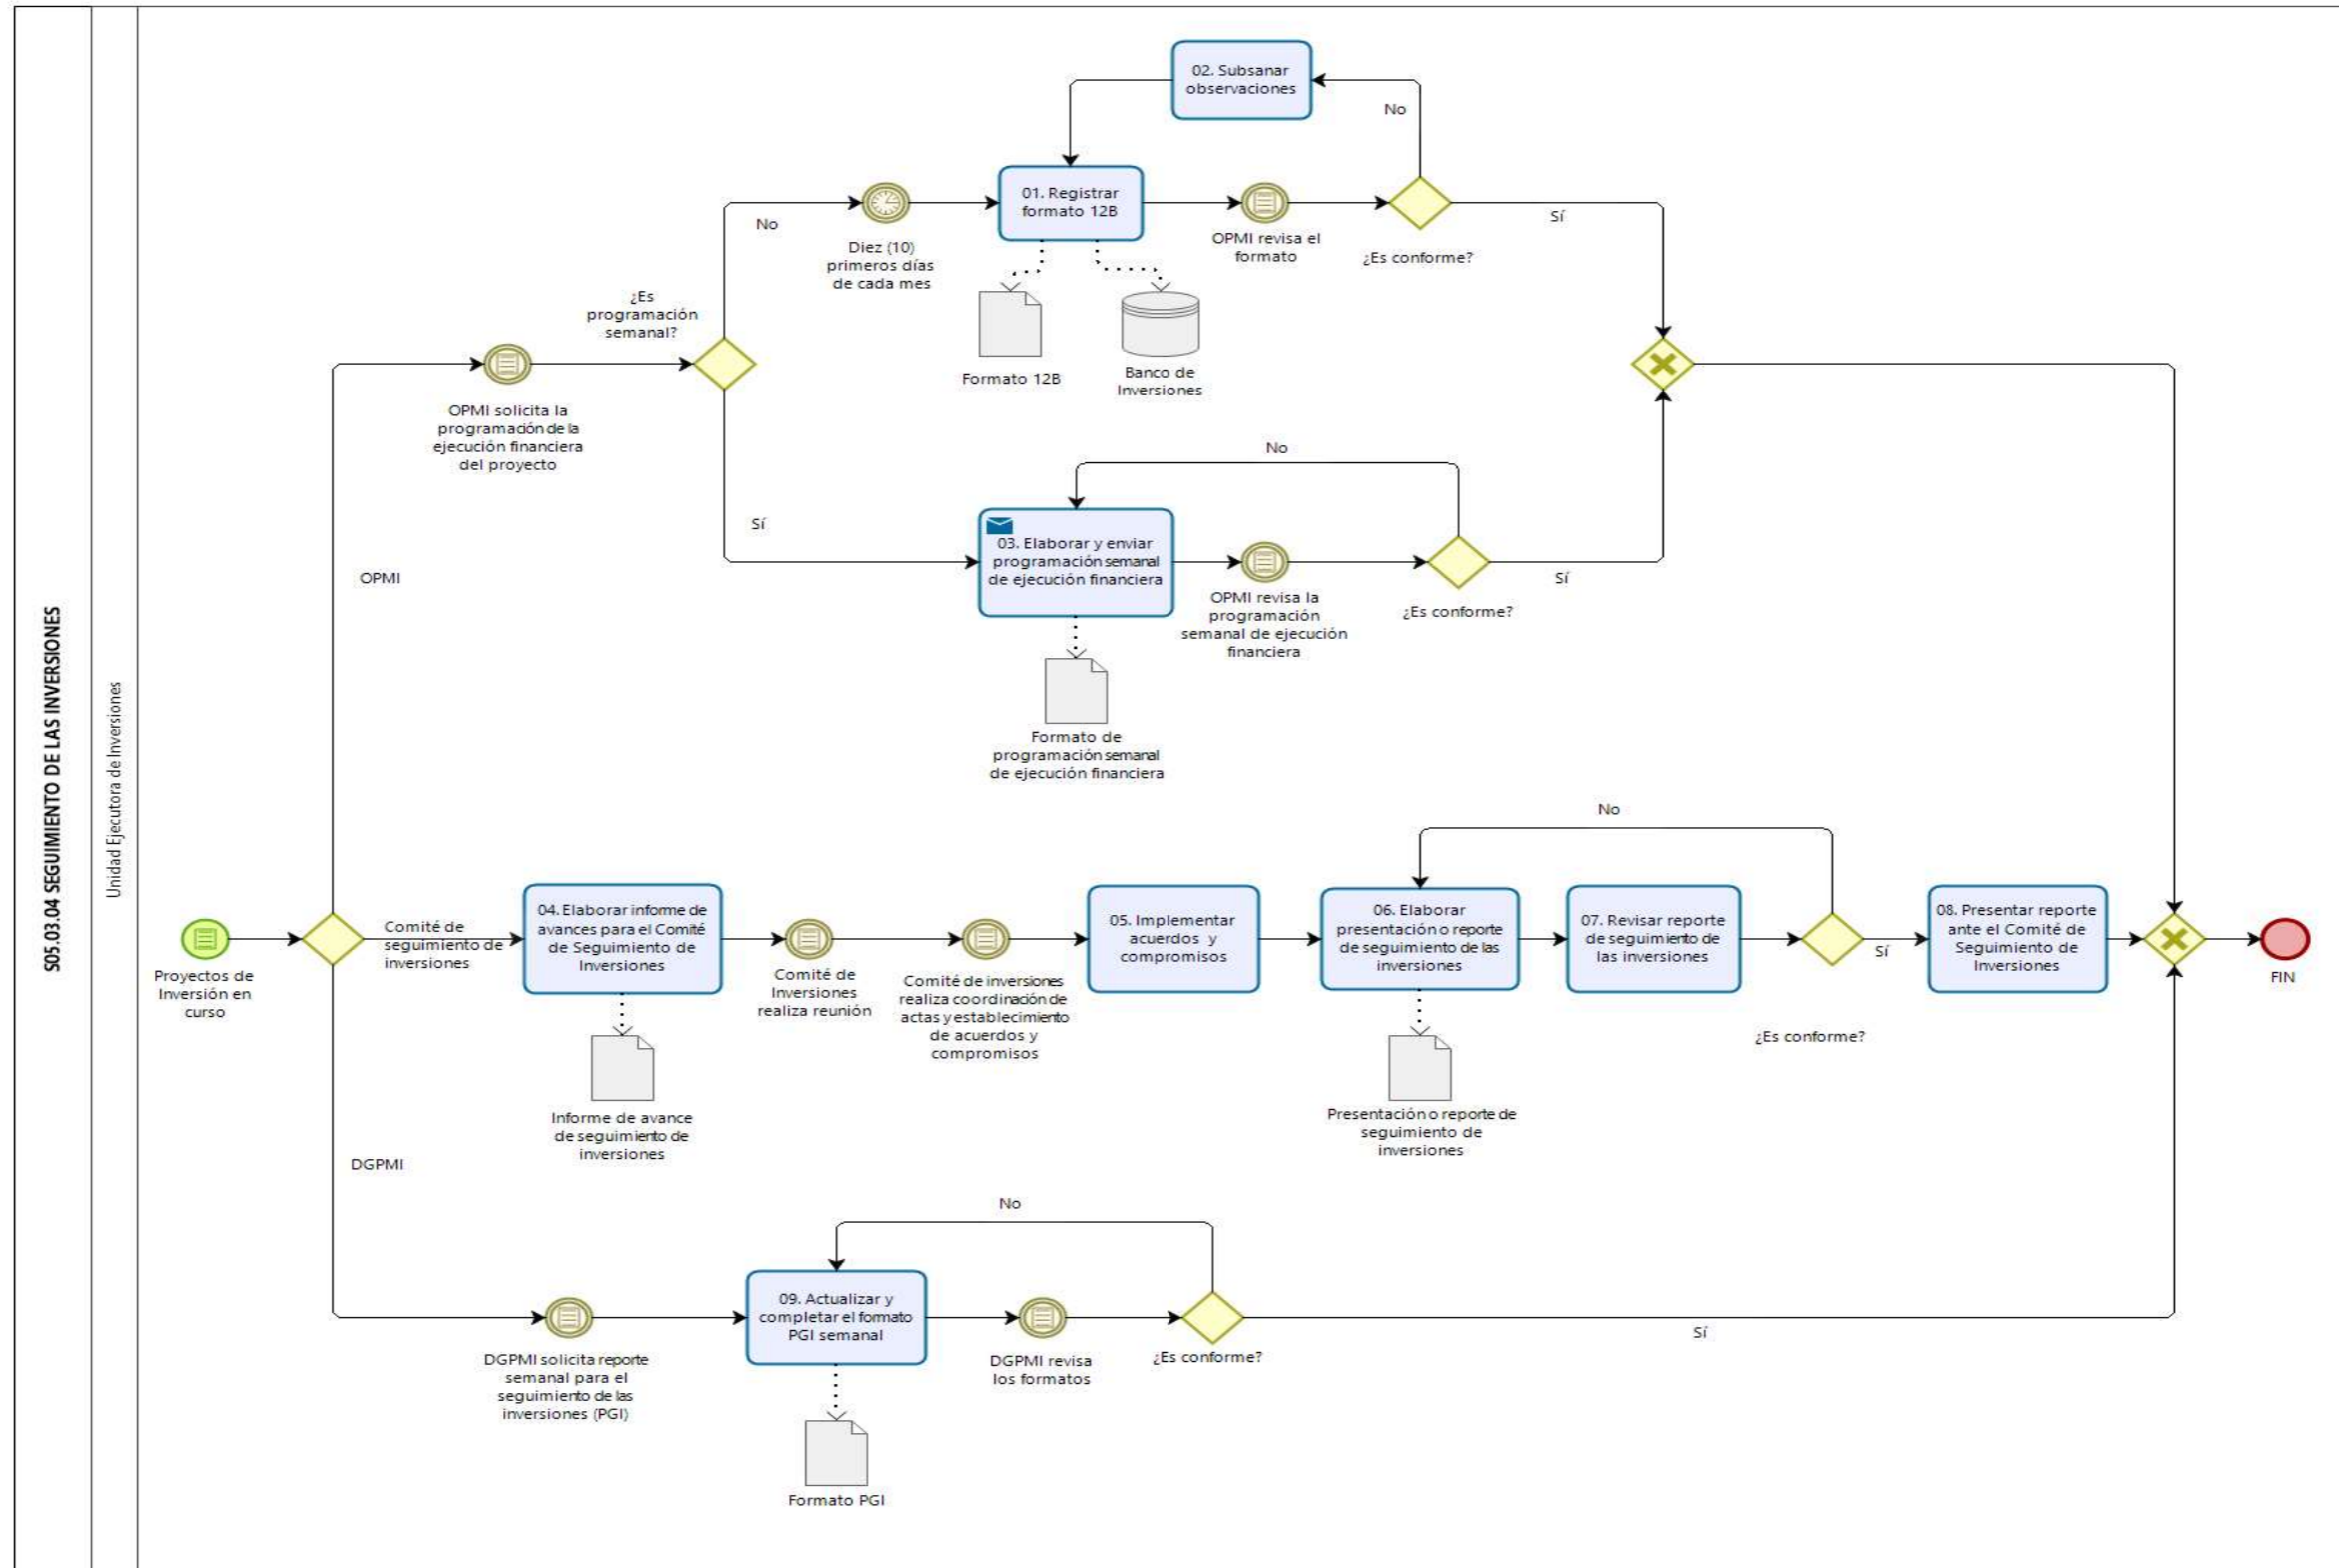 S05.03.04 SEGUIMIENTO DE LAS INVERSIONES
Unidad Ejecutora de Inversiones
02. Subsanar
observaciones
No
No
Diez (10)
primeros días
de cada mes
01. Registrar
formato 12B
OPMI revisa el
formato
¿Es conforme?
Sí
Formato 12B
Banco de
Inversiones
¿Es
programación
semanal?
OPMI solicita la
programación de la
ejecución financiera
del proyecto
No
Sí
03. Elaborar y enviar
programación semanal
de ejecución financiera
OPMI revisa la
programación
semanal de ejecución
financiera
¿Es conforme?
Sí
Formato de
programación semanal
de ejecución financiera
OPMI
No
Proyectos de
Inversión en
curso
Comité de
seguimiento de
inversiones
04. Elaborar informe de
avances para el Comité
de Seguimiento de
Inversiones
Comité de
Inversiones
realiza reunión
Comité de inversiones
realiza coordinación de
actas y establecimiento
de acuerdos y
compromisos
05. Implementar
acuerdos y
compromisos
06. Elaborar
presentación o reporte
de seguimiento de las
inversiones
07. Revisar reporte
de seguimiento de
las inversiones
Sí
¿Es conforme?
08. Presentar reporte
ante el Comité de
Seguimiento de
Inversiones
FIN
Informe de avance
de seguimiento de
inversiones
Presentación o reporte de
seguimiento de
inversiones
DGPMI
No
DGPMI solicita reporte
semanal para el
seguimiento de las
inversiones (PGI)
09. Actualizar y
completar el formato
PGI semanal
DGPMI revisa
los formatos
¿Es conforme?
Sí
Formato PGI